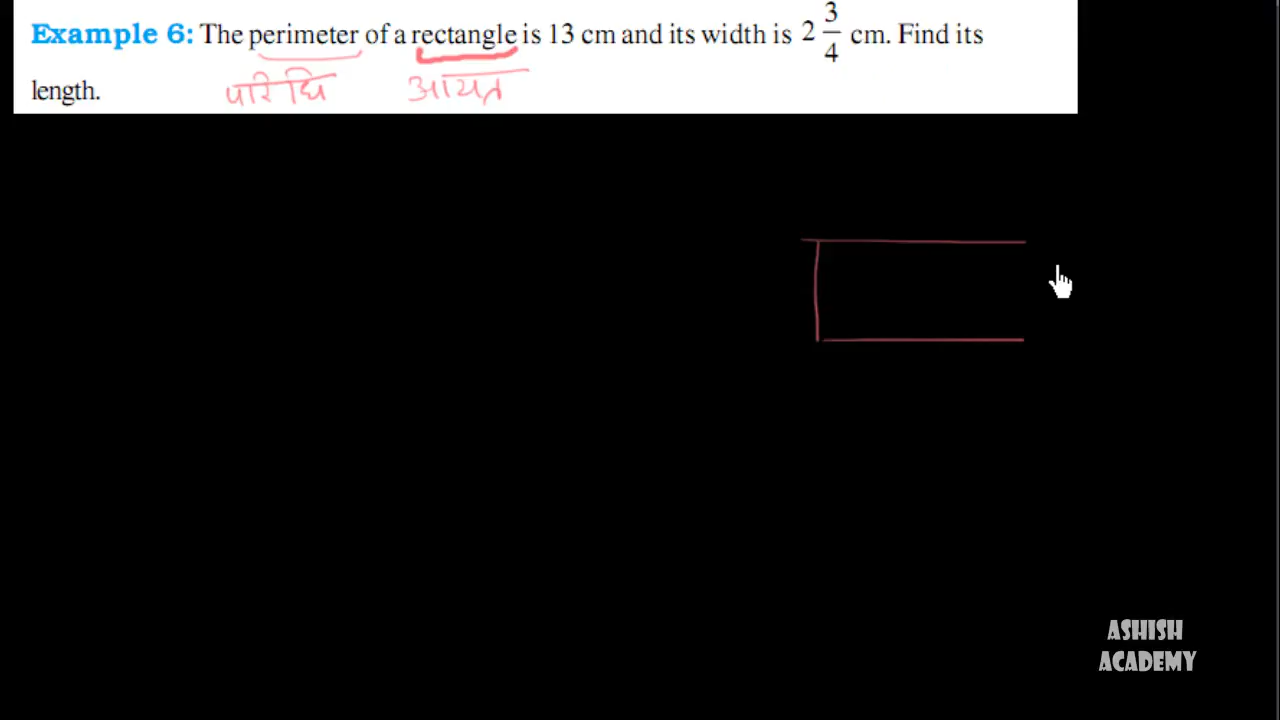 Example 6: The perimeter of a rectangle is 13 cm and its width is 2 3/4 cm. Find its
length. परिधि आयत
ASHISH
ACADEMY